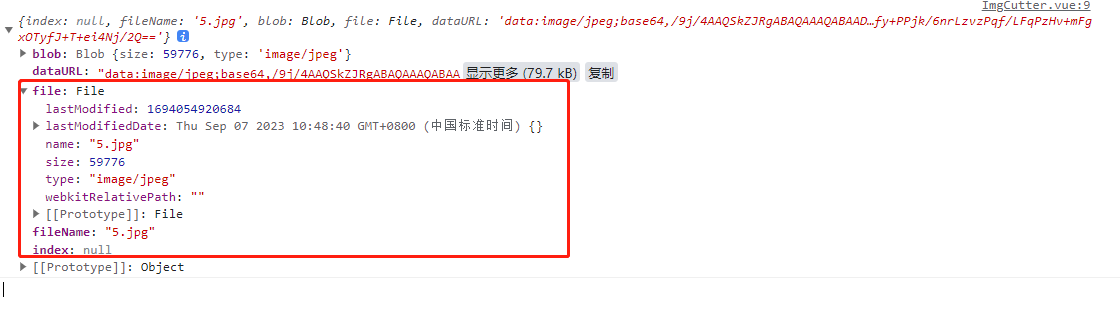 ImgCutter.vue:9
{index: null, fileName: '5.jpg', blob: Blob, file: File, dataURL: 'data:image/jpeg;base64,/9j/4AAQSkZJRgABAQAAAQABAAD…fy+PPjk/6nrLzvzPqf/LFqPzHv+mFg
xOTyfJ+T+ei4Nj/2Q=='} i
blob: Blob {size: 59776, type: 'image/jpeg'}
dataURL: "data:image/jpeg;base64,/9j/4AAQSkZJRgABAQAAAQABAA 显示更多 (79.7 kB) 复制
file: File
lastModified: 1694054920684
lastModifiedDate: Thu Sep 07 2023 10:48:40 GMT+0800 (中国标准时间) {}
name: "5.jpg"
size: 59776
type: "image/jpeg"
webkitRelativePath: ""
[[Prototype]]: File
fileName: "5.jpg"
index: null
[[Prototype]]: Object